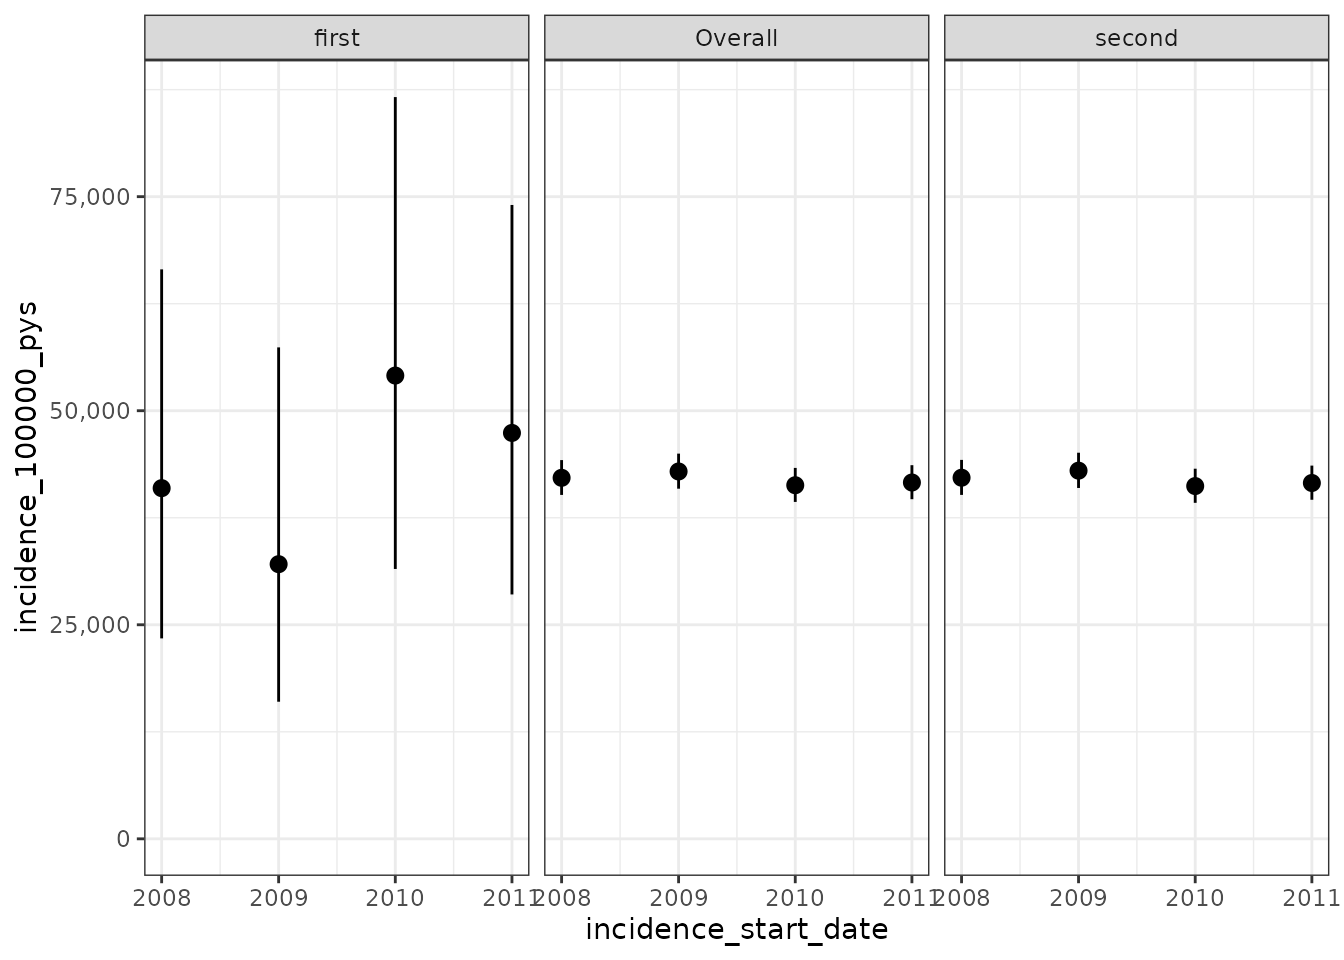 first
Overall
second
incidence_100000_pys
75,000
50,000
25,000
0
2008 2009 2010 2011 2008 2009 2010 2011 2008 2009 2010 2011
incidence_start_date